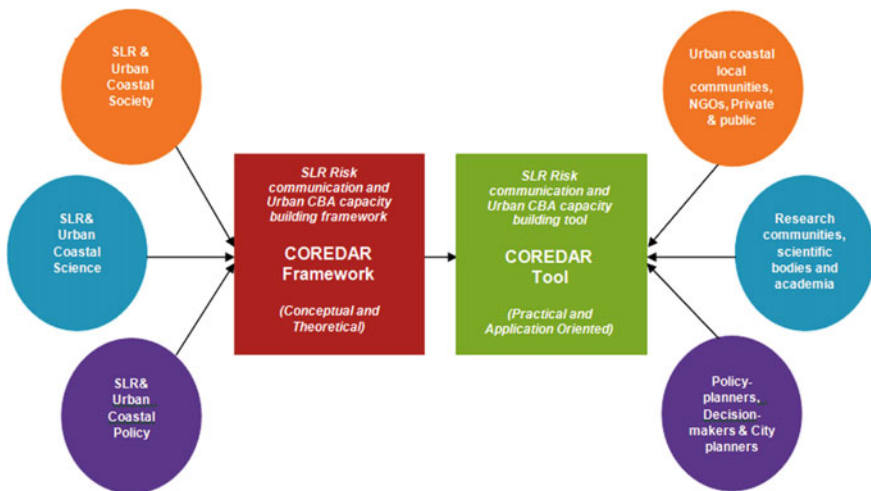 SLR &
Urban
Coastal
Society
SLR&
Urban
Coastal
Science
SLR&
Urban
Coastal
Policy
SLR Risk
communication and
Urban CBA capacity
building framework
COREDAR
Framework
(Conceptual and
Theoretical)
SLR Risk
communication and
Urban CBA capacity
building tool
COREDAR
Tool
(Practical and
Application Oriented)
Urban coastal
local
communities,
NGOs, Private
& public
Research
communities,
scientific
bodies and
academia
Policy-
planners,
Decision-
makers & City
planners